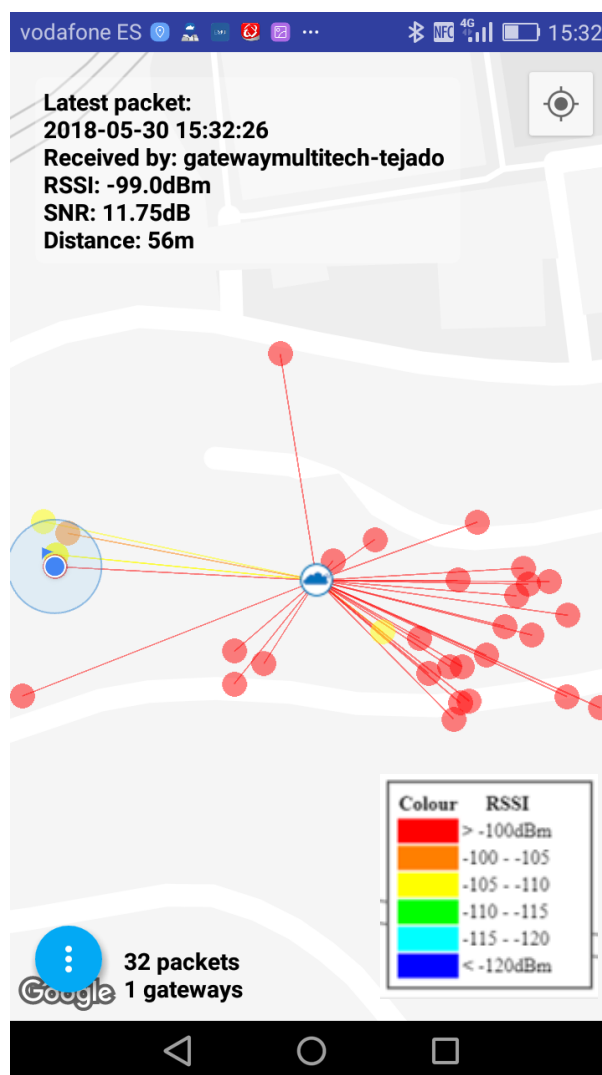 vodafone ES
NFC
4G
15:32
Latest packet:
2018-05-30 15:32:26
Received by: gatewaymultitech-tejado
RSSI: -99.0dBm
SNR: 11.75dB
Distance: 56m
Colour RSSI
> -100dBm
-100 - -105
-105 - -110
-110 - -115
-115 - -120
< -120dBm
32 packets
Google
1 gateways